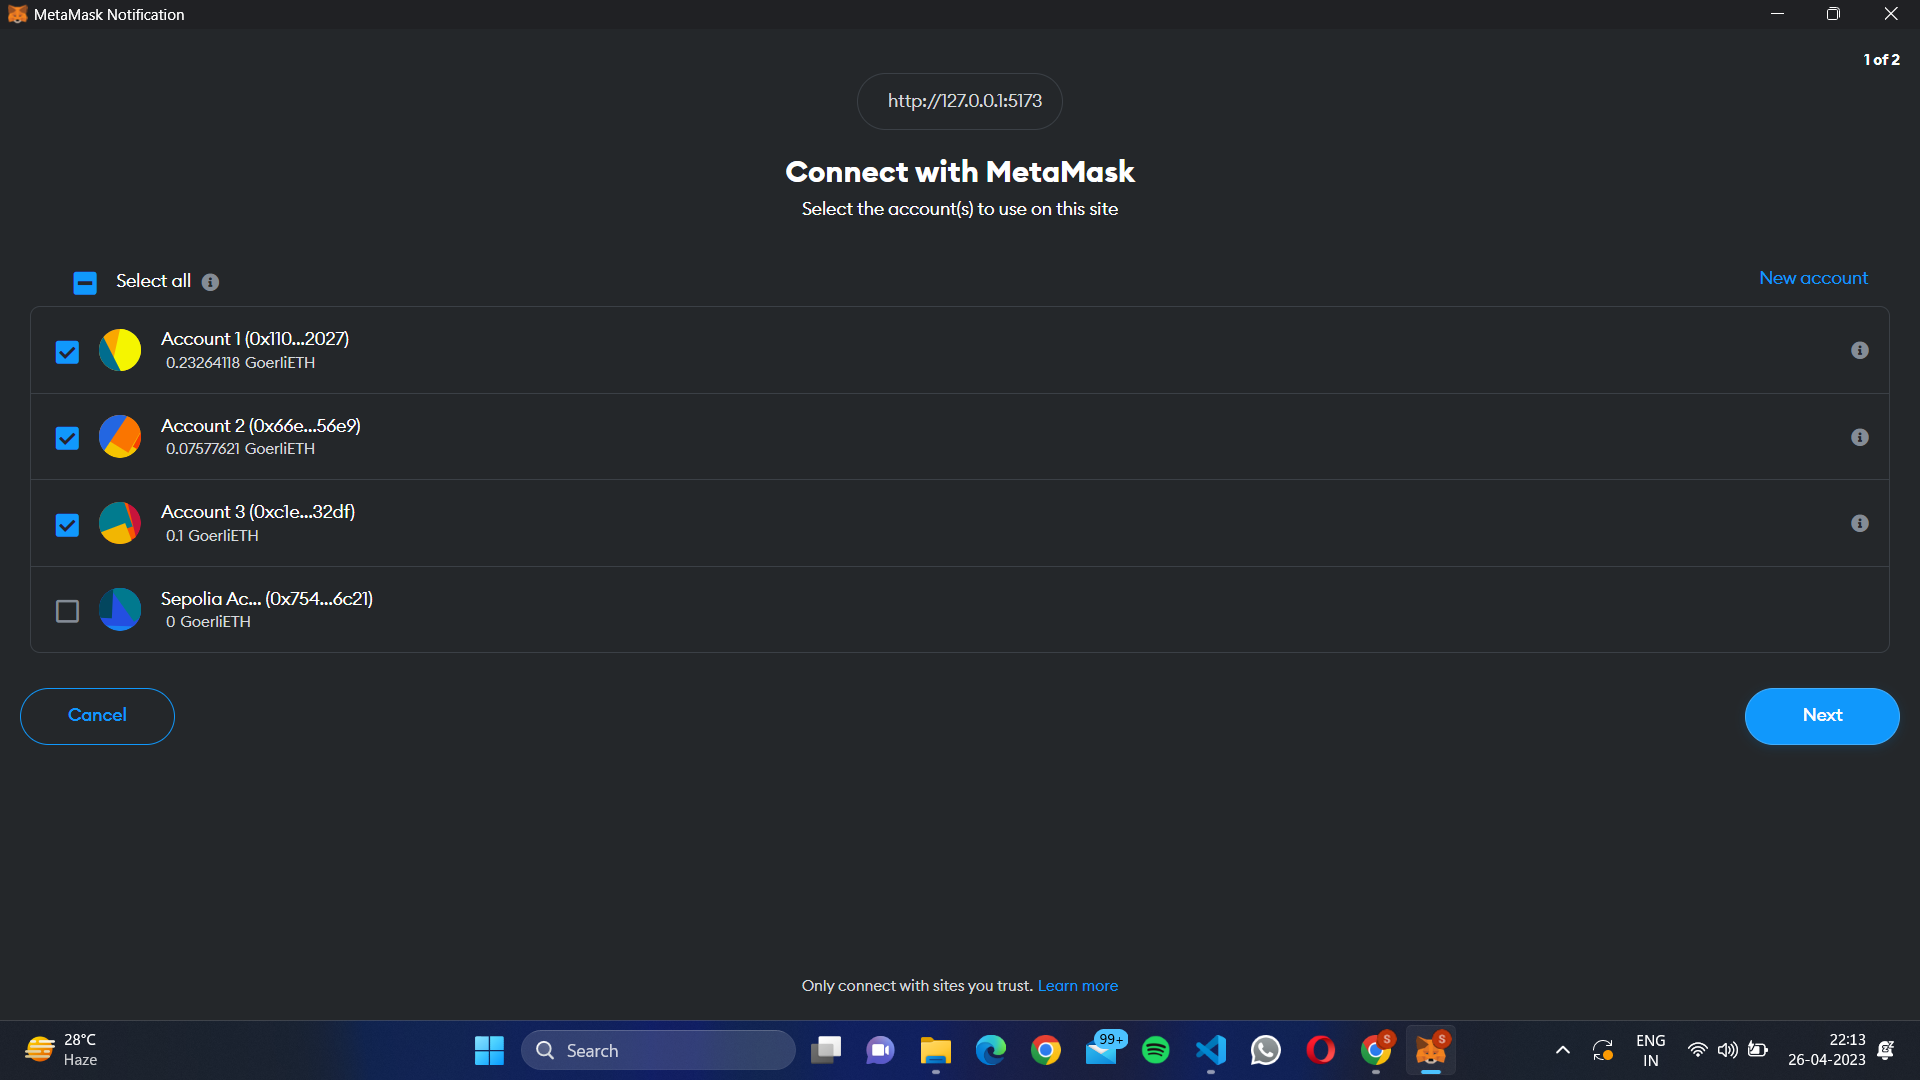 MetaMask Notification
1 of 2
http://127.0.0.1:5173
Connect with MetaMask
Select the account(s) to use on this site
Select all
New account
Account 1 (0x110...2027)
0.23264118 GoerliETH
Account 2 (0x66e...56e9)
0.07577621 GoerliETH
Account 3 (0xc1e...32df)
0.1 GoerliETH
Sepolia Ac... (0x754...6c21)
0 GoerliETH
Cancel
Next
Only connect with sites you trust. Learn more
28°C
Haze
Search
99+
S
S
ENG
IN
22:13
26-04-2023